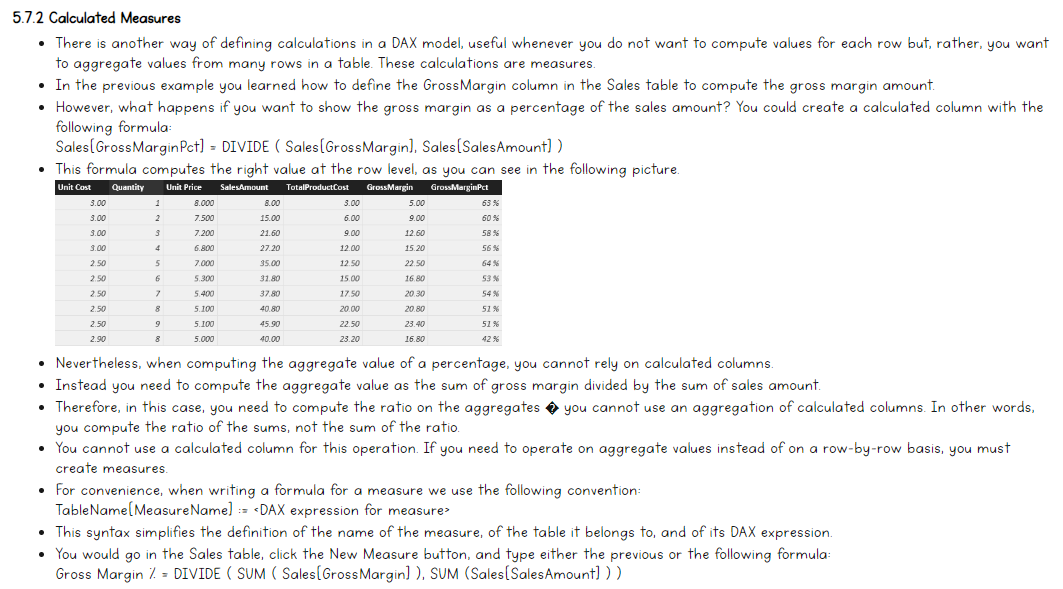 5.7.2 Calculated Measures
• There is another way of defining calculations in a DAX model, useful whenever you do not want to compute values for each row but, rather, you want
to aggregate values from many rows in a table. These calculations are measures.
• In the previous example you learned how to define the GrossMargin column in the Sales table to compute the gross margin amount.
• However, what happens if you want to show the gross margin as a percentage of the sales amount? You could create a calculated column with the
following formula:
Sales[GrossMarginPct] = DIVIDE ( Sales[GrossMargin], Sales[SalesAmount] )
• This formula computes the right value at the row level, as you can see in the following picture.
Unit Cost Quantity Unit Price SalesAmount TotalProductCost GrossMargin GrossMarginPct
3.00 1 8.000 8.00 3.00 5.00 63 %
3.00 2 7.500 15.00 6.00 9.00 60 %
3.00 3 7.200 21.60 9.00 12.60 58 %
3.00 4 6.800 27.20 12.00 15.20 56 %
2.50 5 7.000 35.00 12.50 22.50 64 %
2.50 6 5.300 31.80 15.00 16.80 53 %
2.50 7 5.400 37.80 17.50 20.30 54 %
2.50 8 5.100 40.80 20.00 20.80 51 %
2.50 9 5.100 45.90 22.50 23.40 51 %
2.90 8 5.000 40.00 23.20 16.80 42 %
• Nevertheless, when computing the aggregate value of a percentage, you cannot rely on calculated columns.
• Instead you need to compute the aggregate value as the sum of gross margin divided by the sum of sales amount.
• Therefore, in this case, you need to compute the ratio on the aggregates � you cannot use an aggregation of calculated columns. In other words,
you compute the ratio of the sums, not the sum of the ratio.
• You cannot use a calculated column for this operation. If you need to operate on aggregate values instead of on a row-by-row basis, you must
create measures.
• For convenience, when writing a formula for a measure we use the following convention:
TableName[MeasureName] := <DAX expression for measure>
• This syntax simplifies the definition of the name of the measure, of the table it belongs to, and of its DAX expression.
• You would go in the Sales table, click the New Measure button, and type either the previous or the following formula:
Gross Margin % = DIVIDE ( SUM ( Sales[GrossMargin] ), SUM (Sales[SalesAmount] ) )